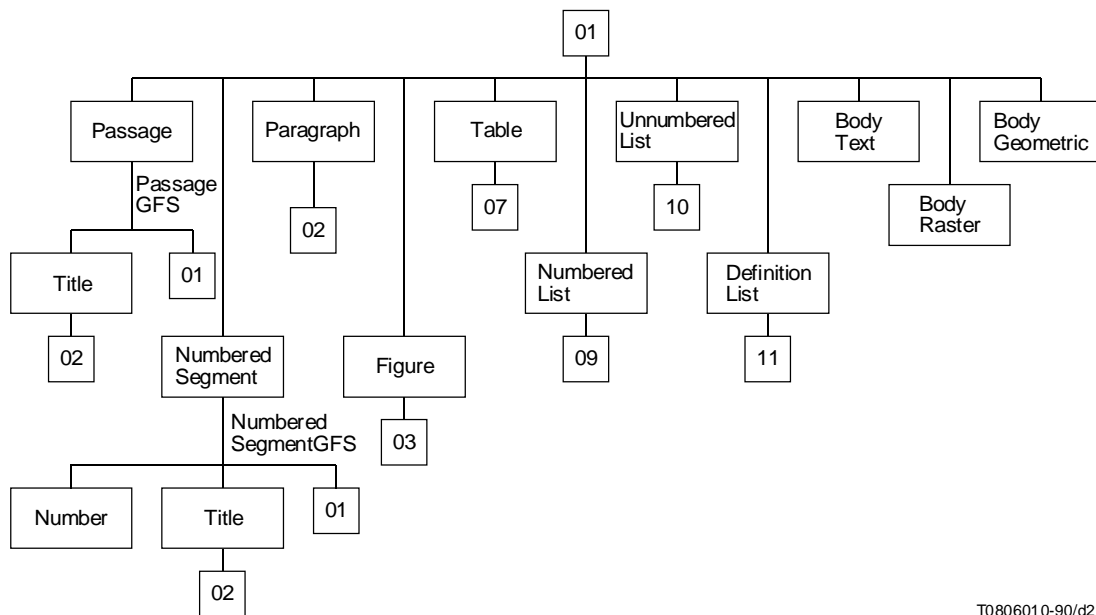 01
Passage
Paragraph
Table
Unnumbered
List
Body
Text
Body
Geometric
Passage
GFS
02
07
10
Body
Raster
Title
01
Numbered
List
Definition
List
02
Numbered
Segment
Figure
09
11
Numbered
SegmentGFS
03
Number
Title
01
02
T0806010-90/d2